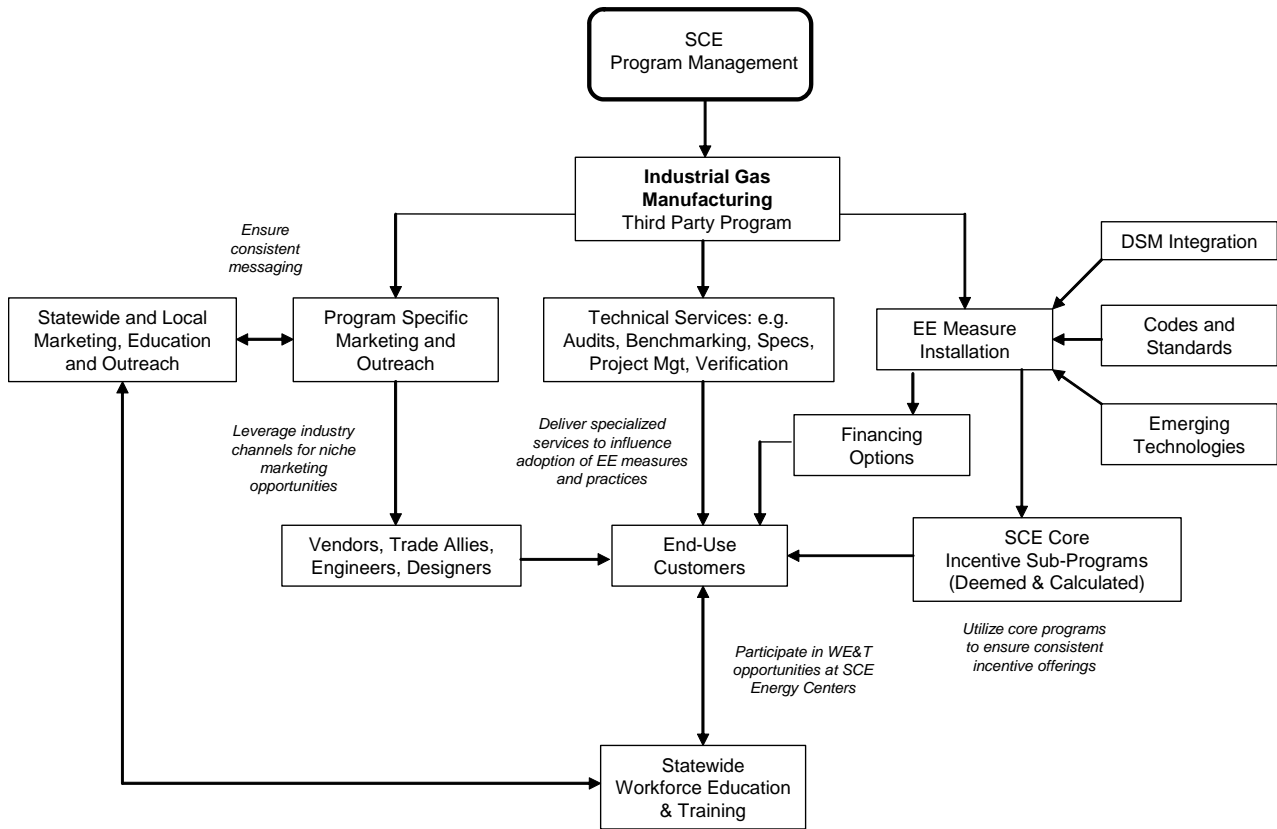 SCE
Program Management
Industrial Gas
Manufacturing
Third Party Program
Ensure
consistent
messaging
DSM Integration
Statewide and Local
Marketing, Education
and Outreach
Program Specific
Marketing and
Outreach
Technical Services: e.g.
Audits, Benchmarking, Specs,
Project Mgt, Verification
EE Measure
Installation
Codes and
Standards
Leverage industry
channels for niche
marketing
opportunities
Deliver specialized
services to influence
adoption of EE measures
and practices
Financing
Options
Emerging
Technologies
Vendors, Trade Allies,
Engineers, Designers
End-Use
Customers
SCE Core
Incentive Sub-Programs
(Deemed & Calculated)
Participate in WE&T
opportunities at SCE
Energy Centers
Utilize core programs
to ensure consistent
incentive offerings
Statewide
Workforce Education
& Training